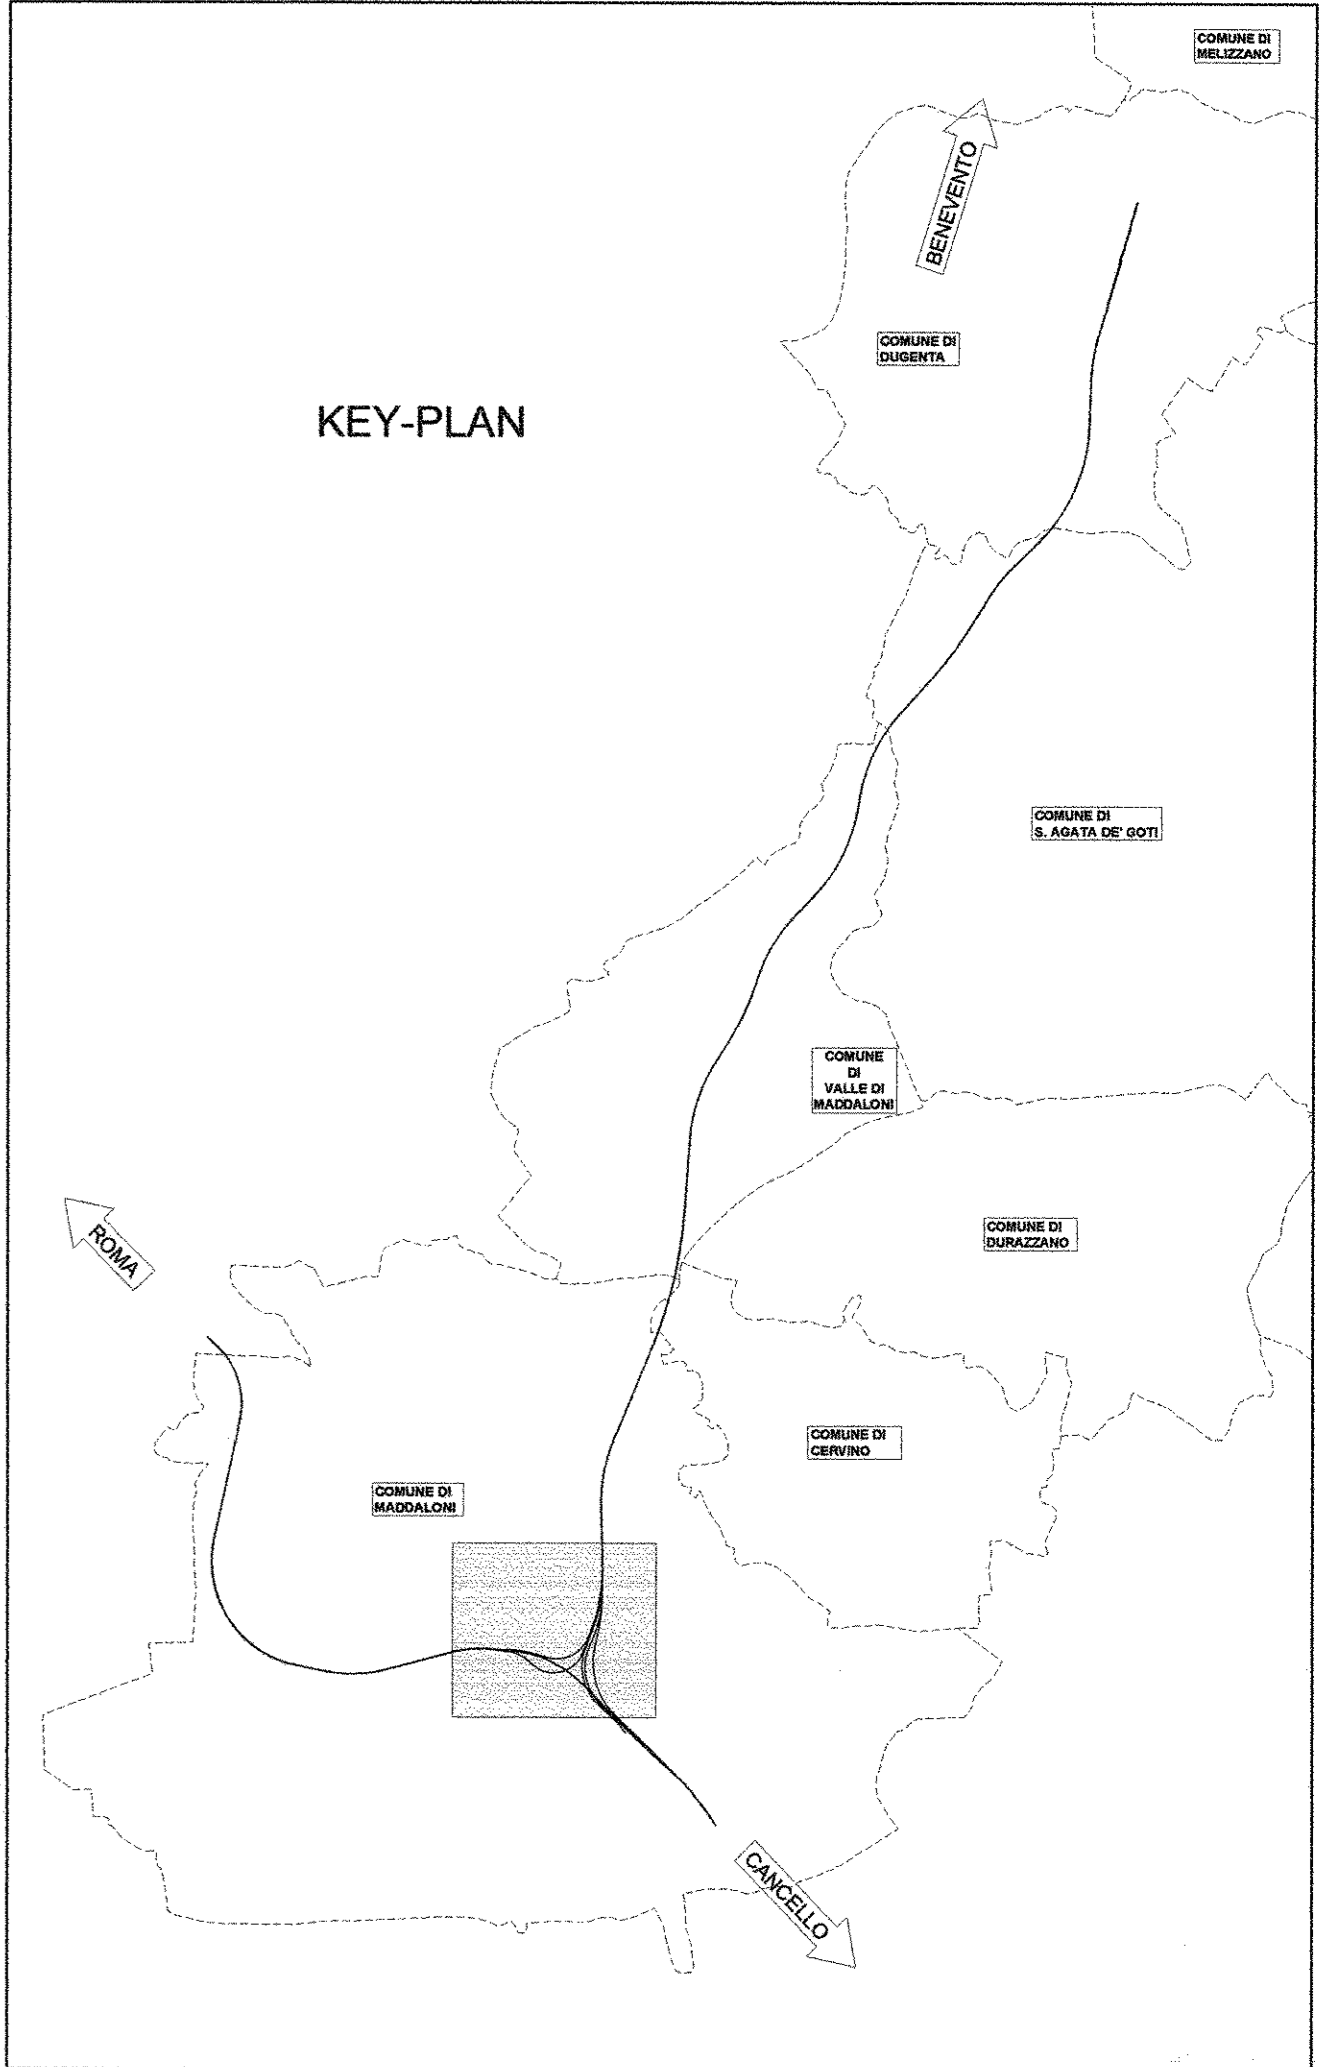 COMUNE DI
MELIZZANO
BENEVENTO
COMUNE DI
DUGENTA
KEY-PLAN
COMUNE DI
S. AGATA DE' GOTI
COMUNE
DI
VALLE DI
MADDALONI
ROMA
COMUNE DI
DURAZZANO
COMUNE DI
CERVINO
COMUNE DI
MADDALONI
CANCELLO